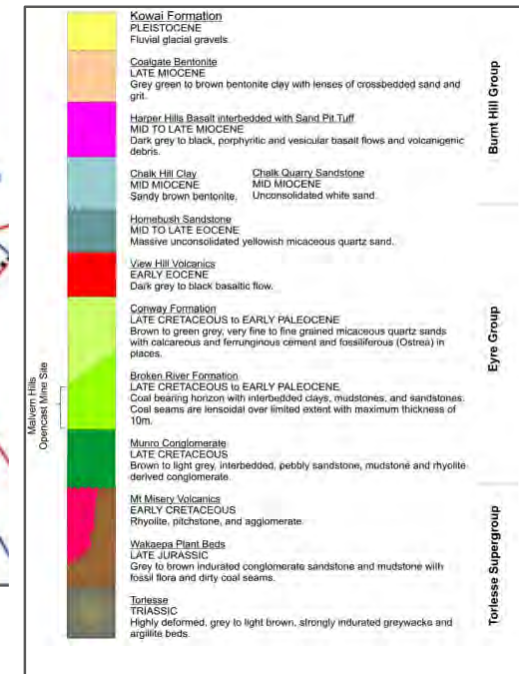 Kowai Formation
PLEISTOCENE
Fluvial glacial gravels.
Coalgate Bentonite
LATE MIOCENE
Grey green to brown bentonite clay with lenses of crossbedded sand and
grit.
Harper Hills Basalt interbedded with Sand Pit Tuff
MID TO LATE MIOCENE
Dark grey to black, porphyritic and vesicular basalt flows and volcanigenic
debris.
Chalk Hill Clay
MID MIOCENE
Sandy brown bentonite.
Chalk Quarry Sandstone
MID MIOCENE
Unconsolidated white sand.
Homebush Sandstone
MID TO LATE EOCENE
Massive unconsolidated yellowish micaceous quartz sand.
View Hill Volcanics
EARLY EOCENE
Dark grey to black basaltic flow.
Conway Formation
LATE CRETACEOUS to EARLY PALEOCENE
Brown to green grey, very fine to fine grained micaceous quartz sands
with calcareous and ferrunginous cement and fossiliferous (Ostrea) in
places.
Broken River Formation
LATE CRETACEOUS to EARLY PALEOCENE
Coal bearing horizon with interbedded clays, mudstones, and sandstones.
Coal seams are lensoidal over limited extent with maximum thickness of
10m.
Munro Conglomerate
LATE CRETACEOUS
Brown to light grey, interbedded, pebbly sandstone, mudstone and rhyolite
derived conglomerate.
Mt Misery Volcanics
EARLY CRETACEOUS
Rhyolite, pitchstone, and agglomerate.
Wakaepa Plant Beds
LATE JURASSIC
Grey to brown indurated conglomerate sandstone and mudstone with
fossil flora and dirty coal seams.
Torlesse
TRIASSIC
Highly deformed, grey to light brown, strongly indurated greywacke and
argillite beds.
Malvern Hills
Opencast Mine Site
Burnt Hill Group
Eyre Group
Torlesse Supergroup